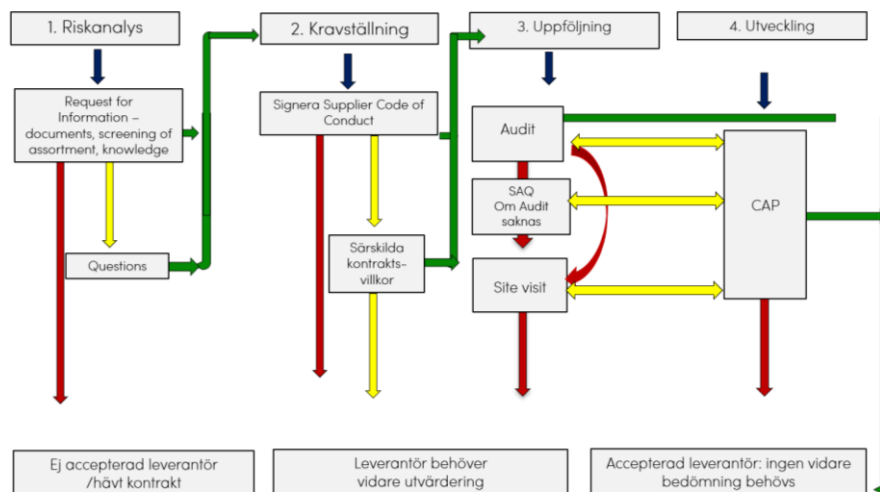 1. Riskanalys
2. Kravställning
3. Uppföljning
4. Utveckling
Request for
Information –
documents, screening of
assortment, knowledge
Questions
Signera Supplier Code of
Conduct
Särskilda
kontrakts-
villkor
Audit
SAQ
Om Audit
saknas
Site visit
CAP
Ej accepterad leverantör
/hävt kontrakt
Leverantör behöver
vidare utvärdering
Accepterad leverantör: ingen vidare
bedömning behövs